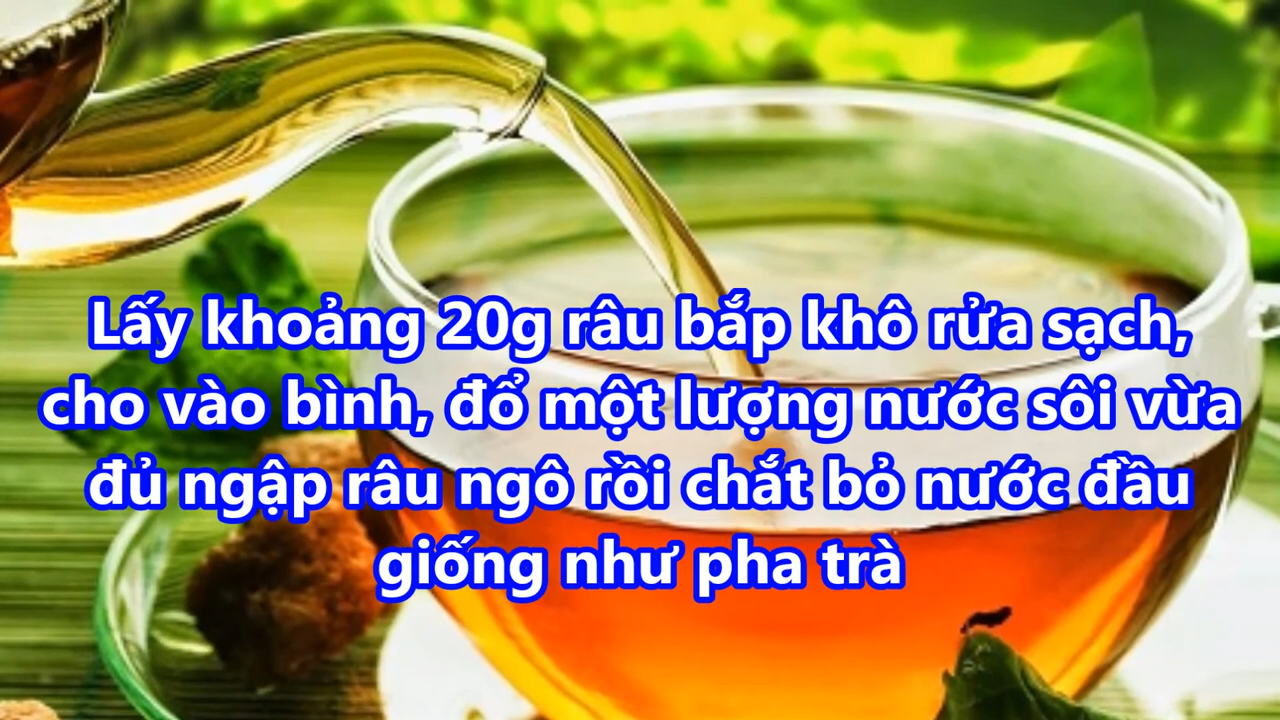 Lấy khoảng 20g râu bắp khô rửa sạch,
cho vào bình, đổ một lượng nước sôi vừa
đủ ngập râu ngô rồi chắt bỏ nước đầu
giống như pha trà